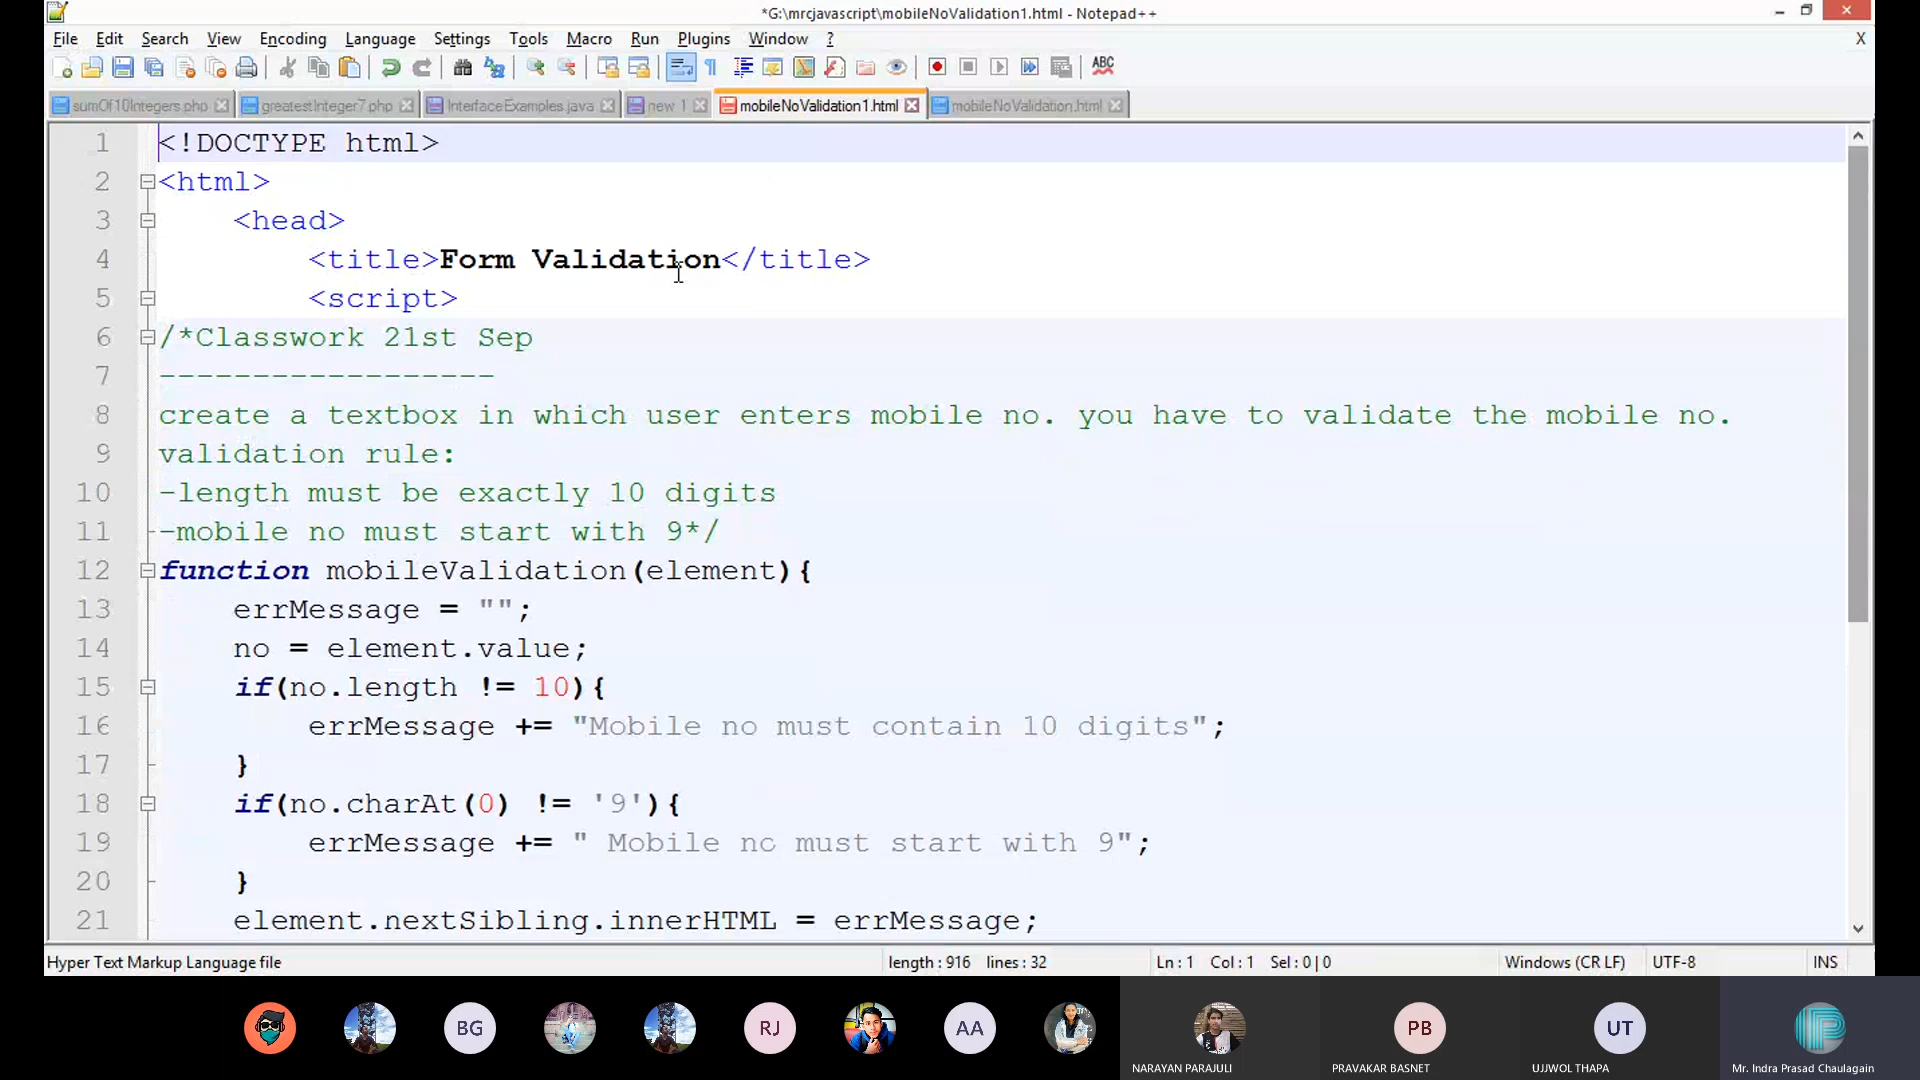 *G:\mrcjavascript\mobileNoValidation1.html - Notepad++
File Edit Search View Encoding Language Settings Tools Macro Run Plugins Window ? X
ABC
sumOf10Integers.php greatestInteger7.php InterfaceExamples.java new 1 mobileNoValidation1.html mobileNoValidation.html
1 <!DOCTYPE html>
2 <html>
3 <head>
4 <title>Form Validation</title>
5 <script>
6 /*Classwork 21st Sep
7 ------------------
8 create a textbox in which user enters mobile no. you have to validate the mobile no.
9 validation rule:
10 -length must be exactly 10 digits
11 -mobile no must start with 9*/
12 function mobileValidation(element){
13 errMessage = "";
14 no = element.value;
15 if(no.length != 10){
16 errMessage += "Mobile no must contain 10 digits";
17 }
18 if(no.charAt(0) != '9'){
19 errMessage += " Mobile no must start with 9";
20 }
21 element.nextSibling.innerHTML = errMessage;
Hyper Text Markup Language file length : 916 lines : 32 Ln : 1 Col : 1 Sel : 0 | 0 Windows (CR LF) UTF-8 INS
BG RJ AA PB UT
NARAYAN PARAJULI PRAVAKAR BASNET UJJWOL THAPA Mr. Indra Prasad Chaulagain